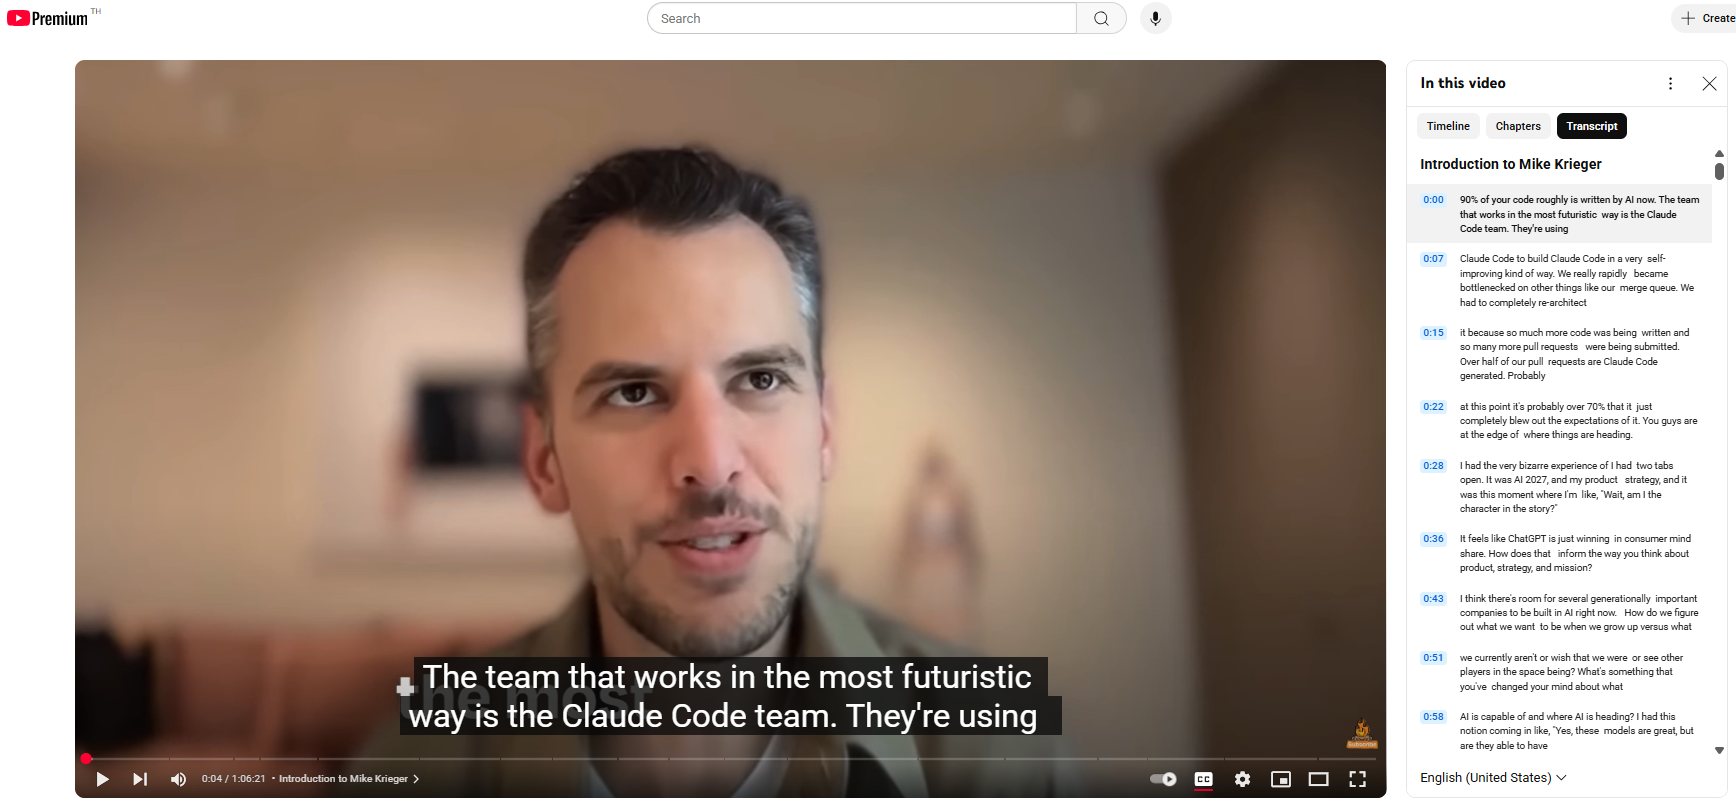 Premium TH
Search
Create
The team that works in the most futuristic
way is the Claude Code team. They're using
the most
Subscribe
0:04 / 1:06:21 • Introduction to Mike Krieger
CC
In this video
Timeline
Chapters
Transcript
Introduction to Mike Krieger
0:00
90% of your code roughly is written by AI now. The team
that works in the most futuristic way is the Claude
Code team. They're using
0:07
Claude Code to build Claude Code in a very self-
improving kind of way. We really rapidly became
bottlenecked on other things like our merge queue. We
had to completely re-architect
0:15
it because so much more code was being written and
so many more pull requests were being submitted.
Over half of our pull requests are Claude Code
generated. Probably
0:22
at this point it's probably over 70% that it just
completely blew out the expectations of it. You guys are
at the edge of where things are heading.
0:28
I had the very bizarre experience of I had two tabs
open. It was AI 2027, and my product strategy, and it
was this moment where I'm like, "Wait, am I the
character in the story?"
0:36
It feels like ChatGPT is just winning in consumer mind
share. How does that inform the way you think about
product, strategy, and mission?
0:43
I think there's room for several generationally important
companies to be built in AI right now. How do we figure
out what we want to be when we grow up versus what
0:51
we currently aren't or wish that we were or see other
players in the space being? What's something that
you've changed your mind about what
0:58
AI is capable of and where AI is heading? I had this
notion coming in like, "Yes, these models are great, but
are they able to have
English (United States)